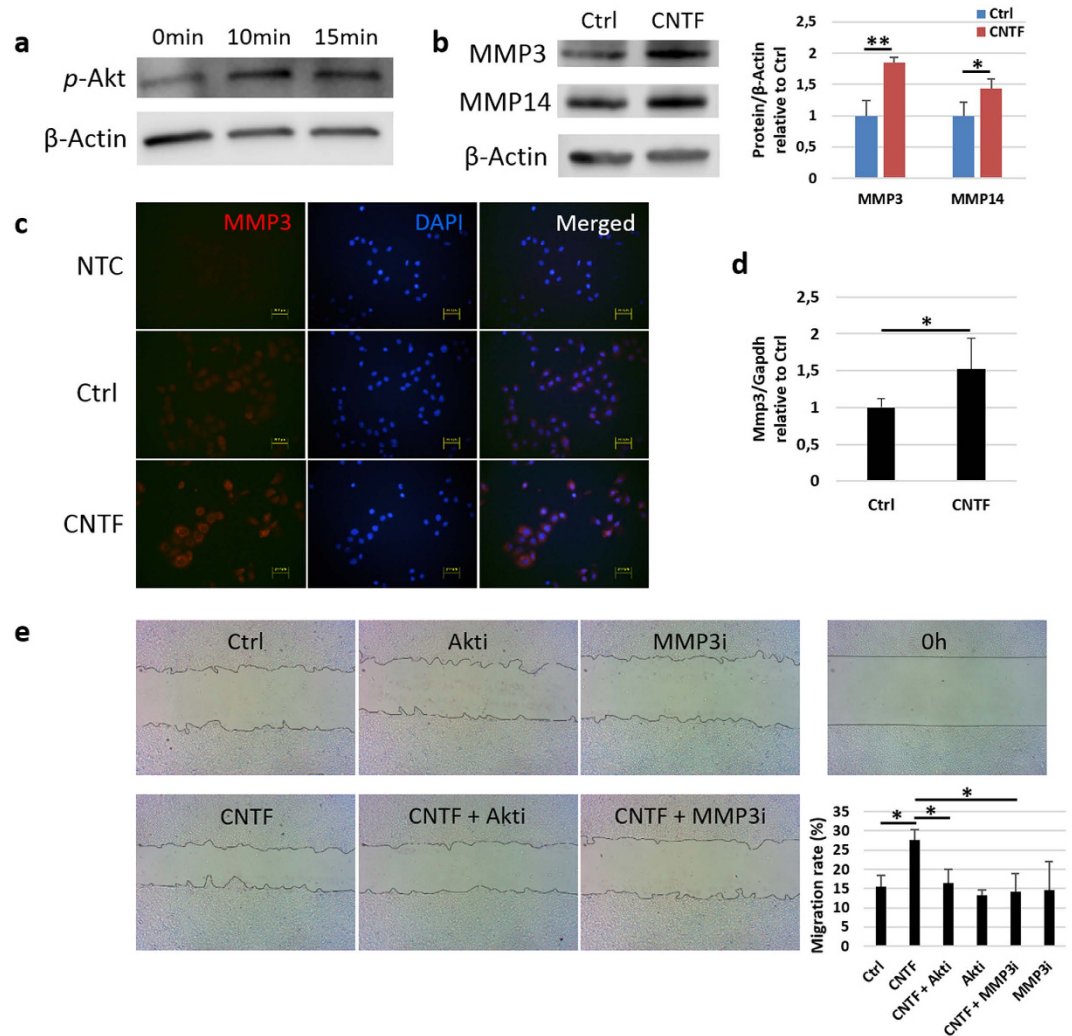 a
0min 10min 15min
p-Akt
β-Actin
b
Ctrl CNTF
MMP3
MMP14
β-Actin
Ctrl
CNTF
Protein/β-Actin
relative to Ctrl
2,5
2
1,5
1
0,5
0
**
*
MMP3 MMP14
c
MMP3 DAPI Merged
NTC
Ctrl
CNTF
d
Mmp3/Gapdh
relative to Ctrl
2,5
2
1,5
1
0,5
0
*
Ctrl CNTF
e
Ctrl Akti MMP3i 0h
CNTF CNTF + Akti CNTF + MMP3i
Migration rate (%)
35
30
25
20
15
10
5
0
*
*
*
Ctrl
CNTF
CNTF + Akti
Akti
CNTF + MMP3i
MMP3i